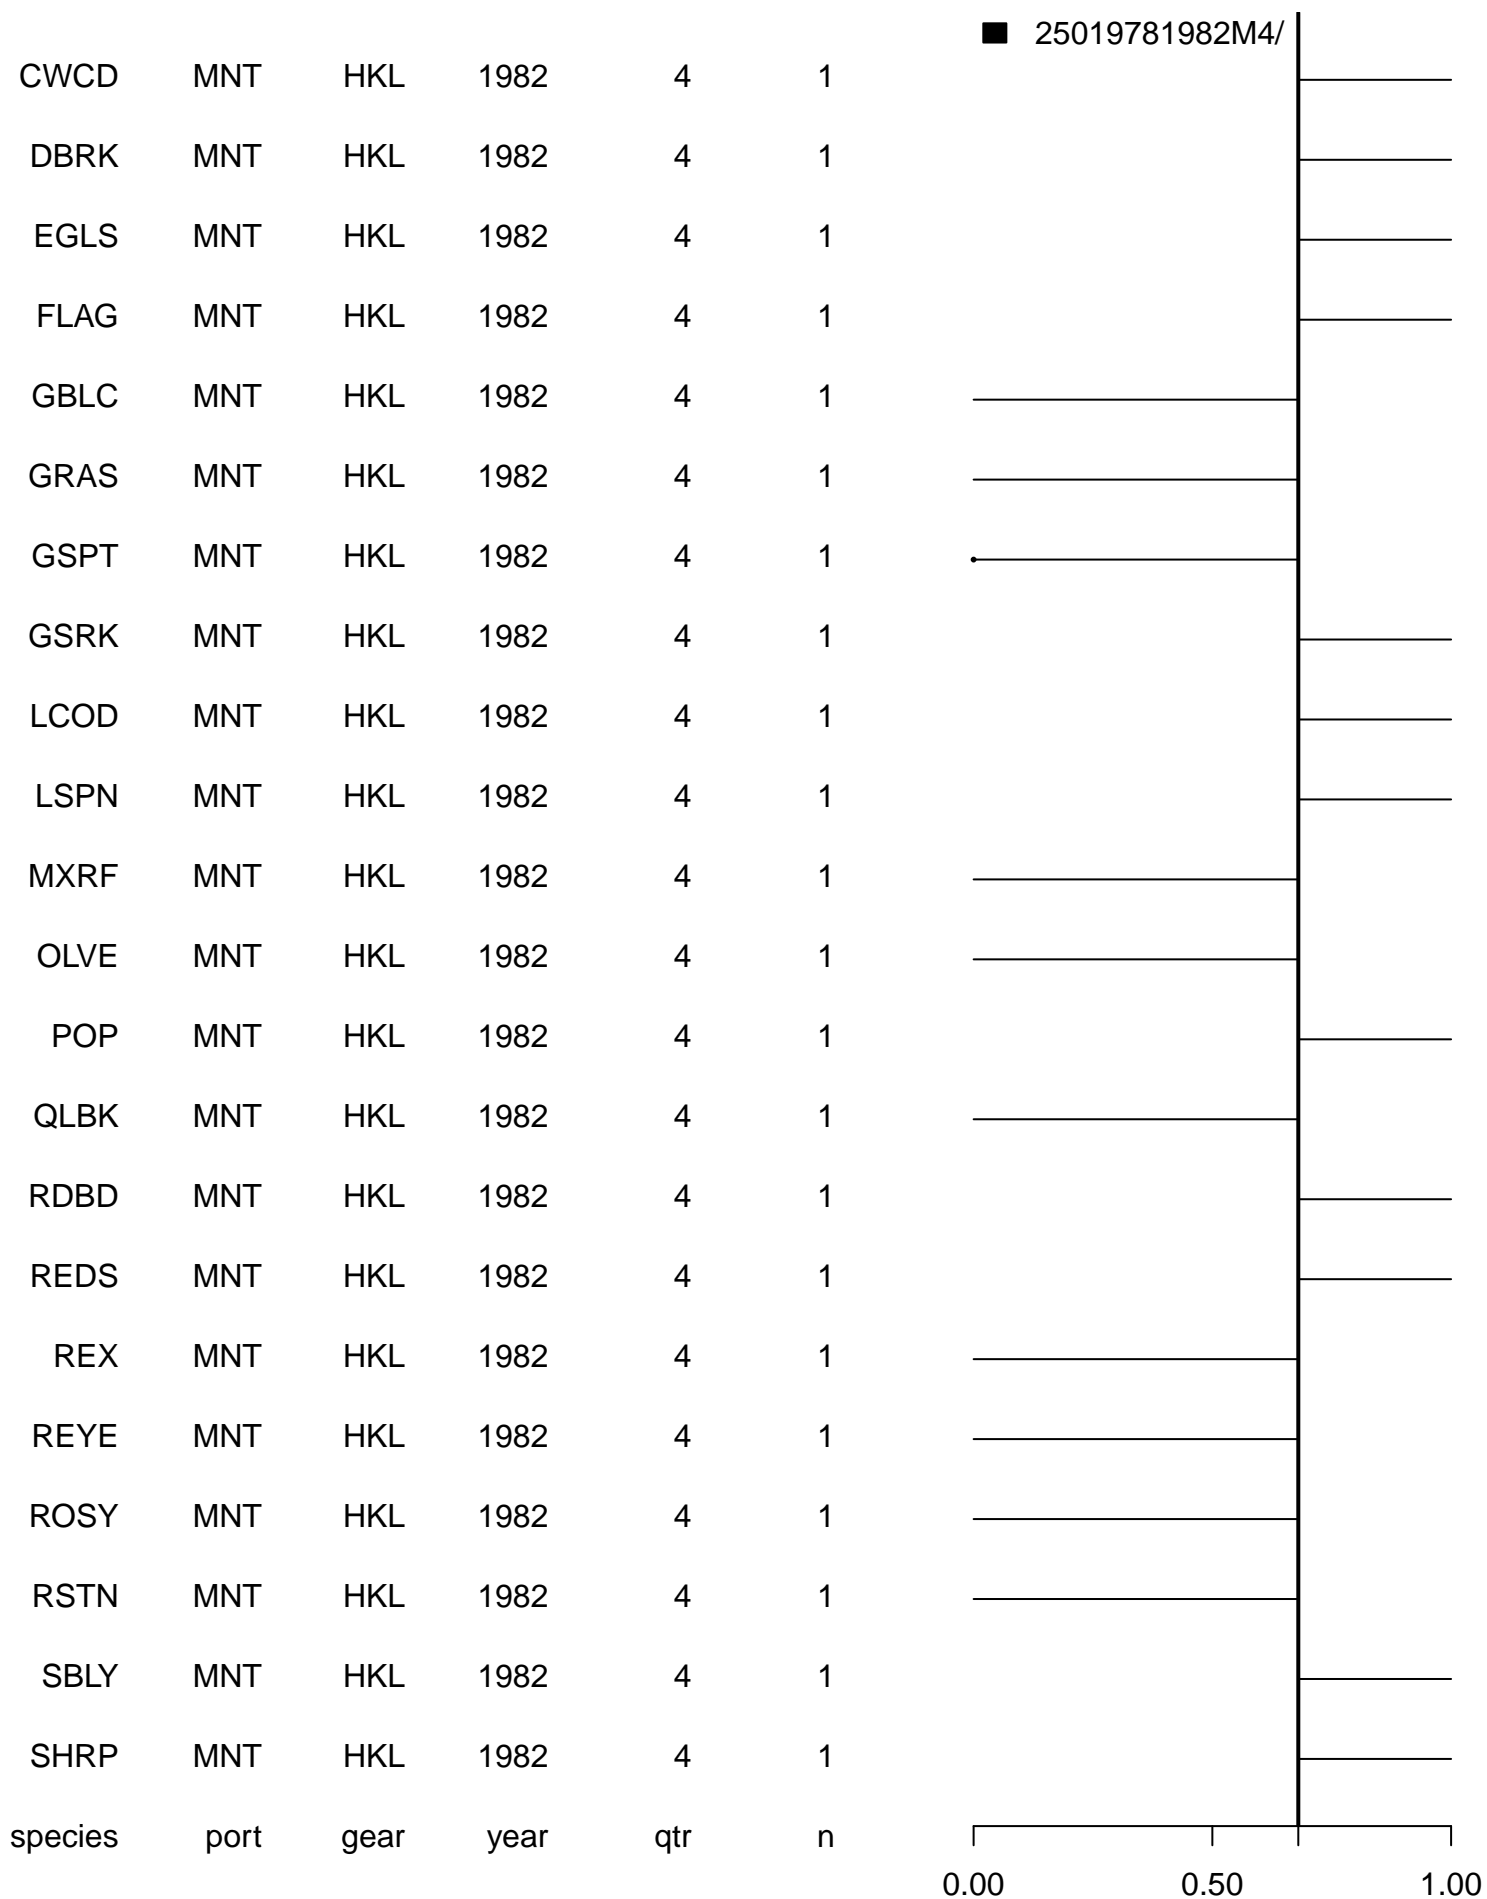 25019781982M4/
CWCD MNT HKL 1982 4 1
DBRK MNT HKL 1982 4 1
EGLS MNT HKL 1982 4 1
FLAG MNT HKL 1982 4 1
GBLC MNT HKL 1982 4 1
GRAS MNT HKL 1982 4 1
GSPT MNT HKL 1982 4 1
GSRK MNT HKL 1982 4 1
LCOD MNT HKL 1982 4 1
LSPN MNT HKL 1982 4 1
MXRF MNT HKL 1982 4 1
OLVE MNT HKL 1982 4 1
POP MNT HKL 1982 4 1
QLBK MNT HKL 1982 4 1
RDBD MNT HKL 1982 4 1
REDS MNT HKL 1982 4 1
REX MNT HKL 1982 4 1
REYE MNT HKL 1982 4 1
ROSY MNT HKL 1982 4 1
RSTN MNT HKL 1982 4 1
SBLY MNT HKL 1982 4 1
SHRP MNT HKL 1982 4 1
species port gear year qtr n
0.00 0.50 1.00